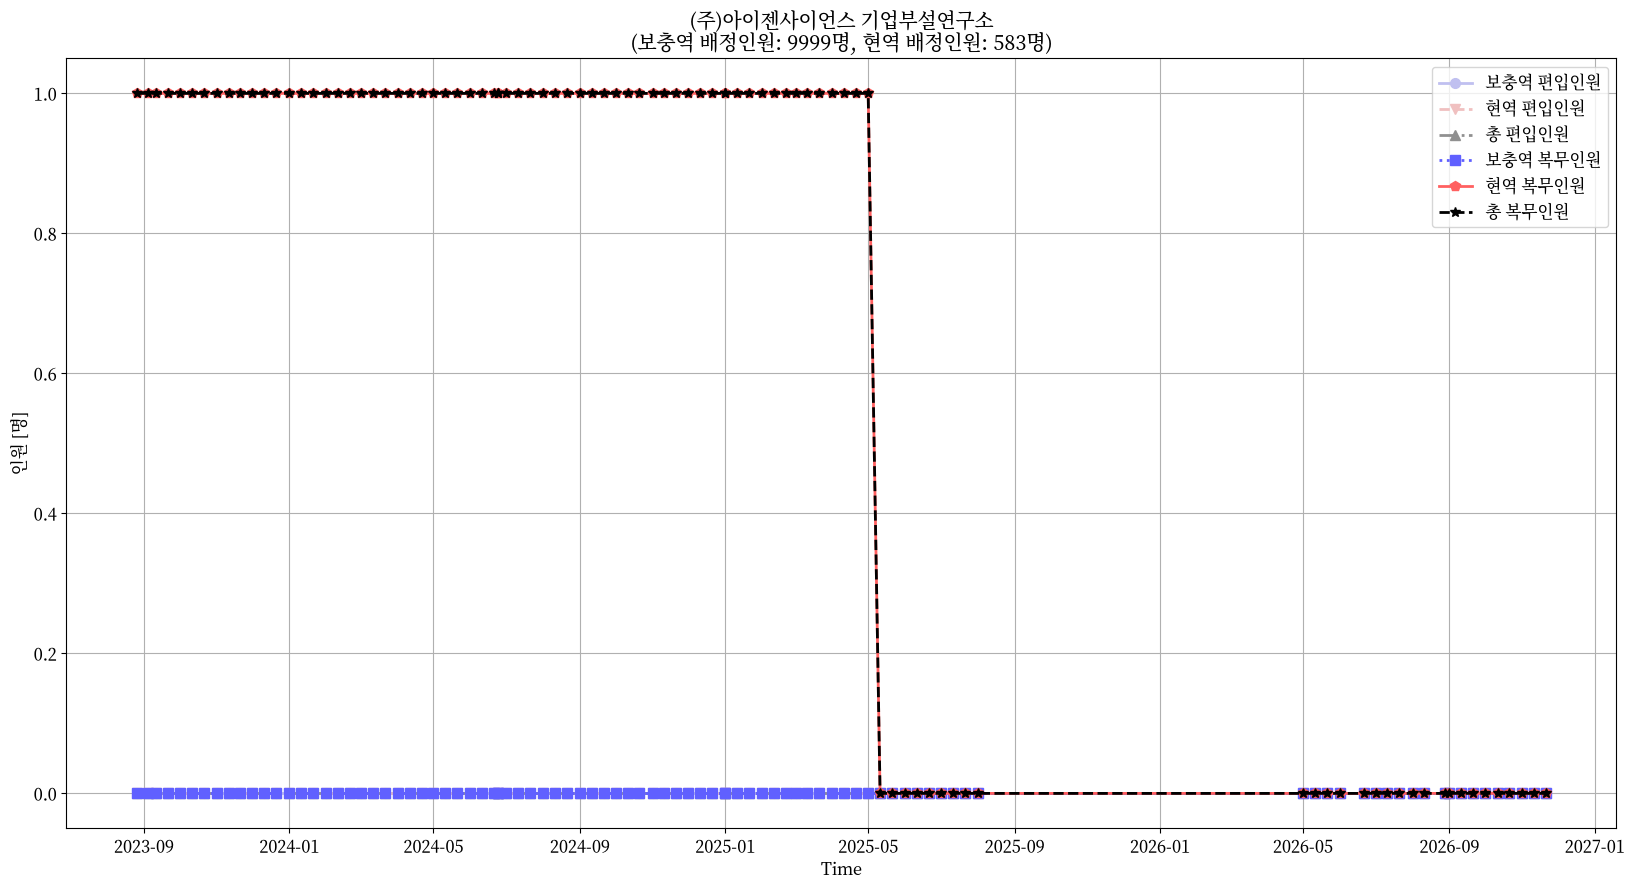 (주)아이젠사이언스 기업부설연구소
(보충역 배정인원: 9999명, 현역 배정인원: 583명)
보충역 편입인원
현역 편입인원
총 편입인원
보충역 복무인원
현역 복무인원
총 복무인원
인원 [명]
1.0
0.8
0.6
0.4
0.2
0.0
2023-09
2024-01
2024-05
2024-09
2025-01
2025-05
2025-09
2026-01
2026-05
2026-09
2027-01
Time